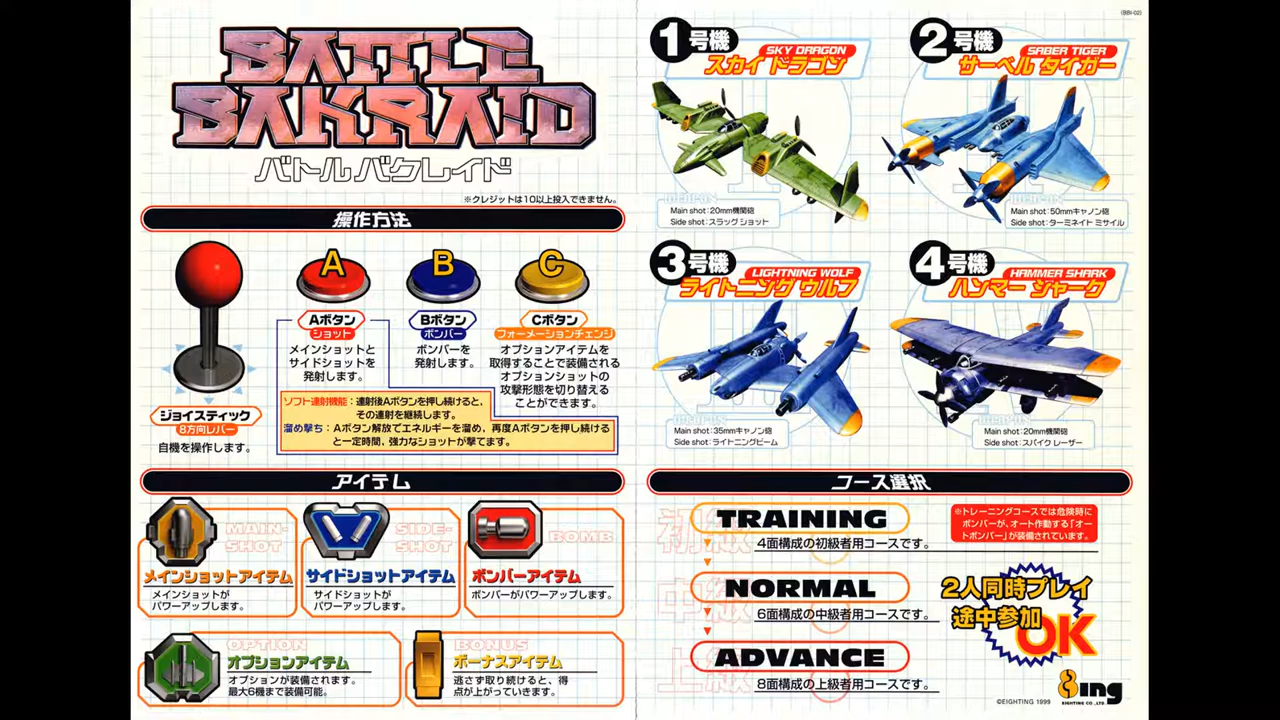 (BBI-02)
BATTLE
BAKRAID
バトルバクレイド
※クレジットは10以上投入できません。
操作方法
A
B
C
Aボタン
ショット
メインショットと
サイドショットを
発射します。
Bボタン
ボンバー
ボンバーを
発射します。
Cボタン
フォーメーションチェンジ
オプションアイテムを
取得することで装備される
オプションショットの
攻撃形態を切り替える
ことができます。
ジョイスティック
8方向レバー
自機を操作します。
ソフト連射機能：連射後Aボタンを押し続けると、
その連射を継続します。
溜め撃ち：Aボタン解放でエネルギーを溜め、再度Aボタンを押し続ける
と一定時間、強力なショットが撃てます。
アイテム
MAIN-
SHOT
メインショットアイテム
メインショットが
パワーアップします。
SIDE-
SHOT
サイドショットアイテム
サイドショットが
パワーアップします。
BOMB
ボンバーアイテム
ボンバーがパワーアップします。
OPTION
オプションアイテム
オプションが装備されます。
最大6機まで装備可能。
BONUS
ボーナスアイテム
逃さず取り続けると、得
点が上がっていきます。
1号機
SKY DRAGON
スカイ ドラゴン
Main shot：20mm機関砲
Side shot：スラッグ ショット
2号機
SABER TIGER
サーベル タイガー
Main shot：50mmキャノン砲
Side shot：ターミネイト ミサイル
3号機
LIGHTNING WOLF
ライトニング ウルフ
Main shot：35mmキャノン砲
Side shot：ライトニングビーム
4号機
HAMMER SHARK
ハンマー シャーク
Main shot：20mm機関砲
Side shot：スパイク レーザー
コース選択
初級
TRAINING
4面構成の初級者用コースです。
※トレーニングコースでは危険時に
ボンバーが、オート作動する「オー
トボンバー」が装備されています。
中級
NORMAL
6面構成の中級者用コースです。
上級
ADVANCE
8面構成の上級者用コースです。
2人同時プレイ
途中参加
OK
8ing
EIGHTING CO.,LTD.
©EIGHTING 1999